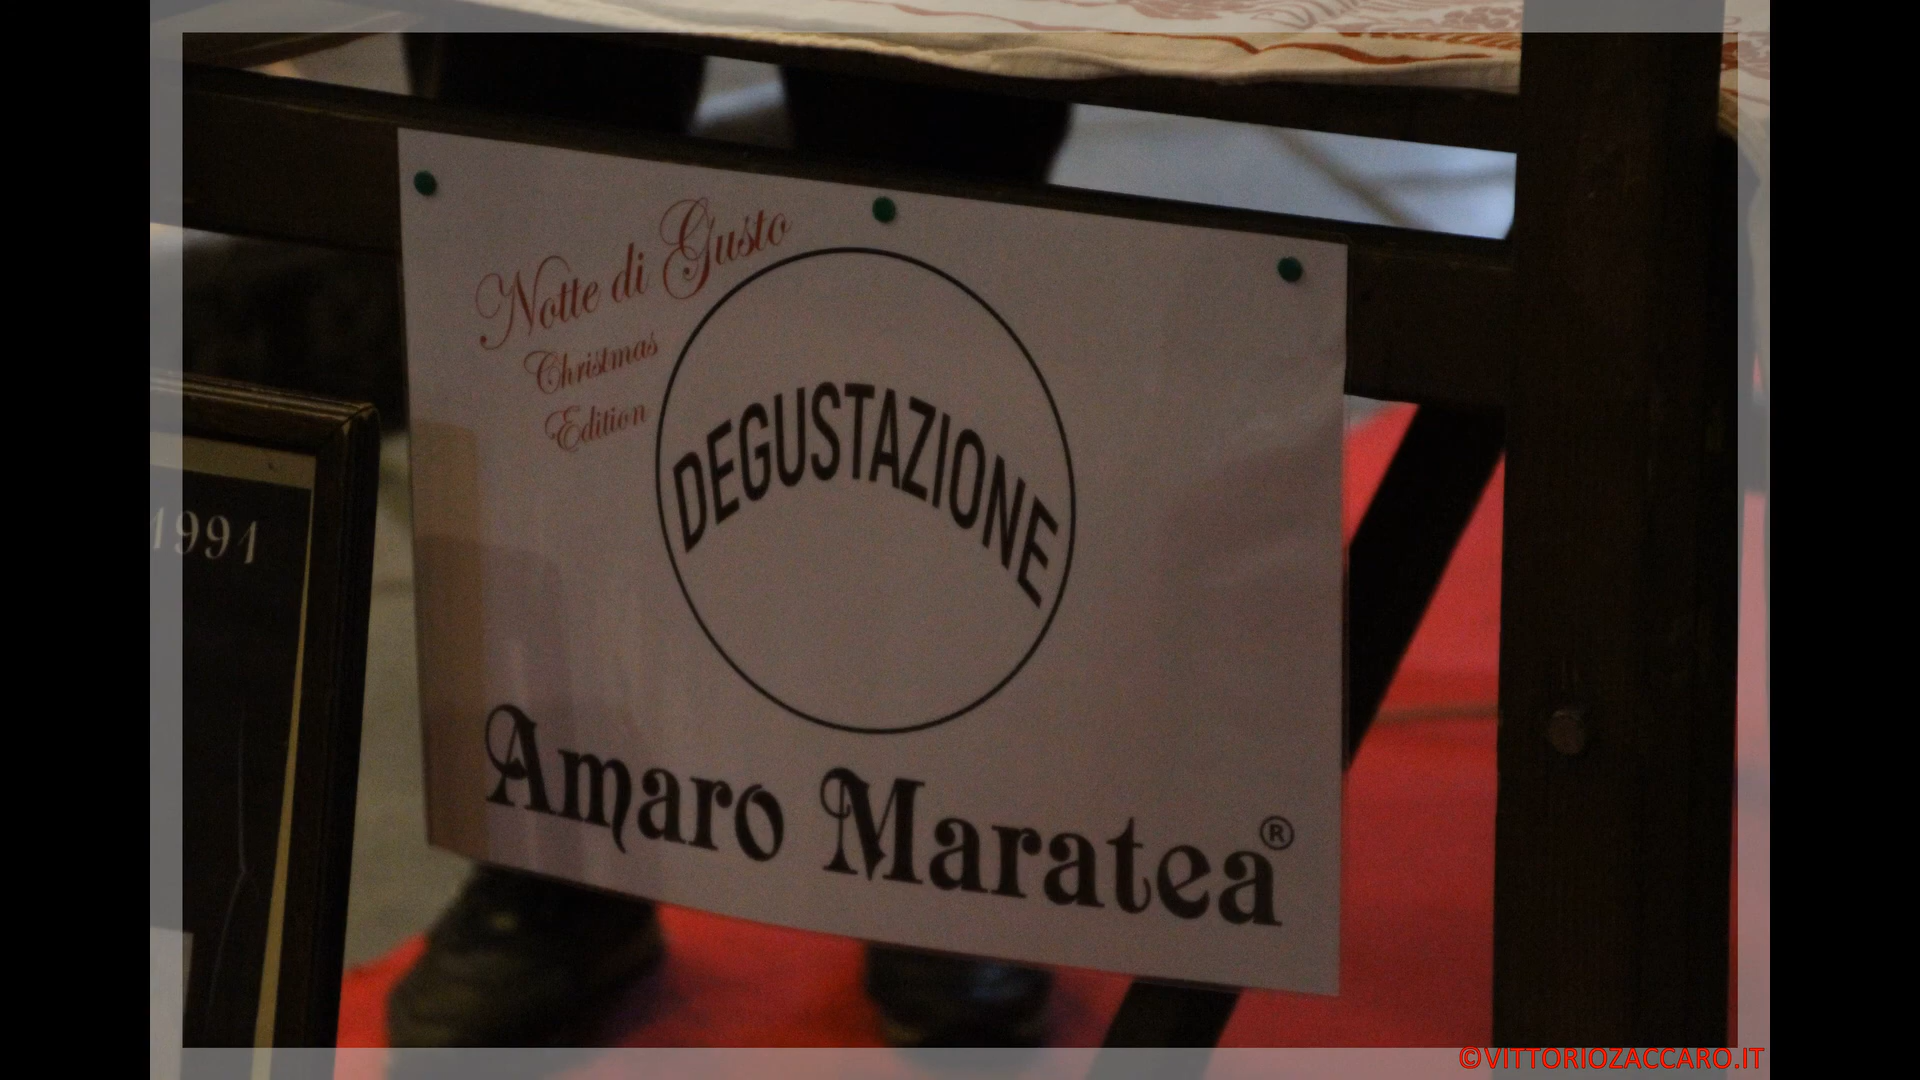 Notte di Gusto
Christmas
Edition
DEGUSTAZIONE
Amaro Maratea®
1991
©VITTORIOZACCARO.IT